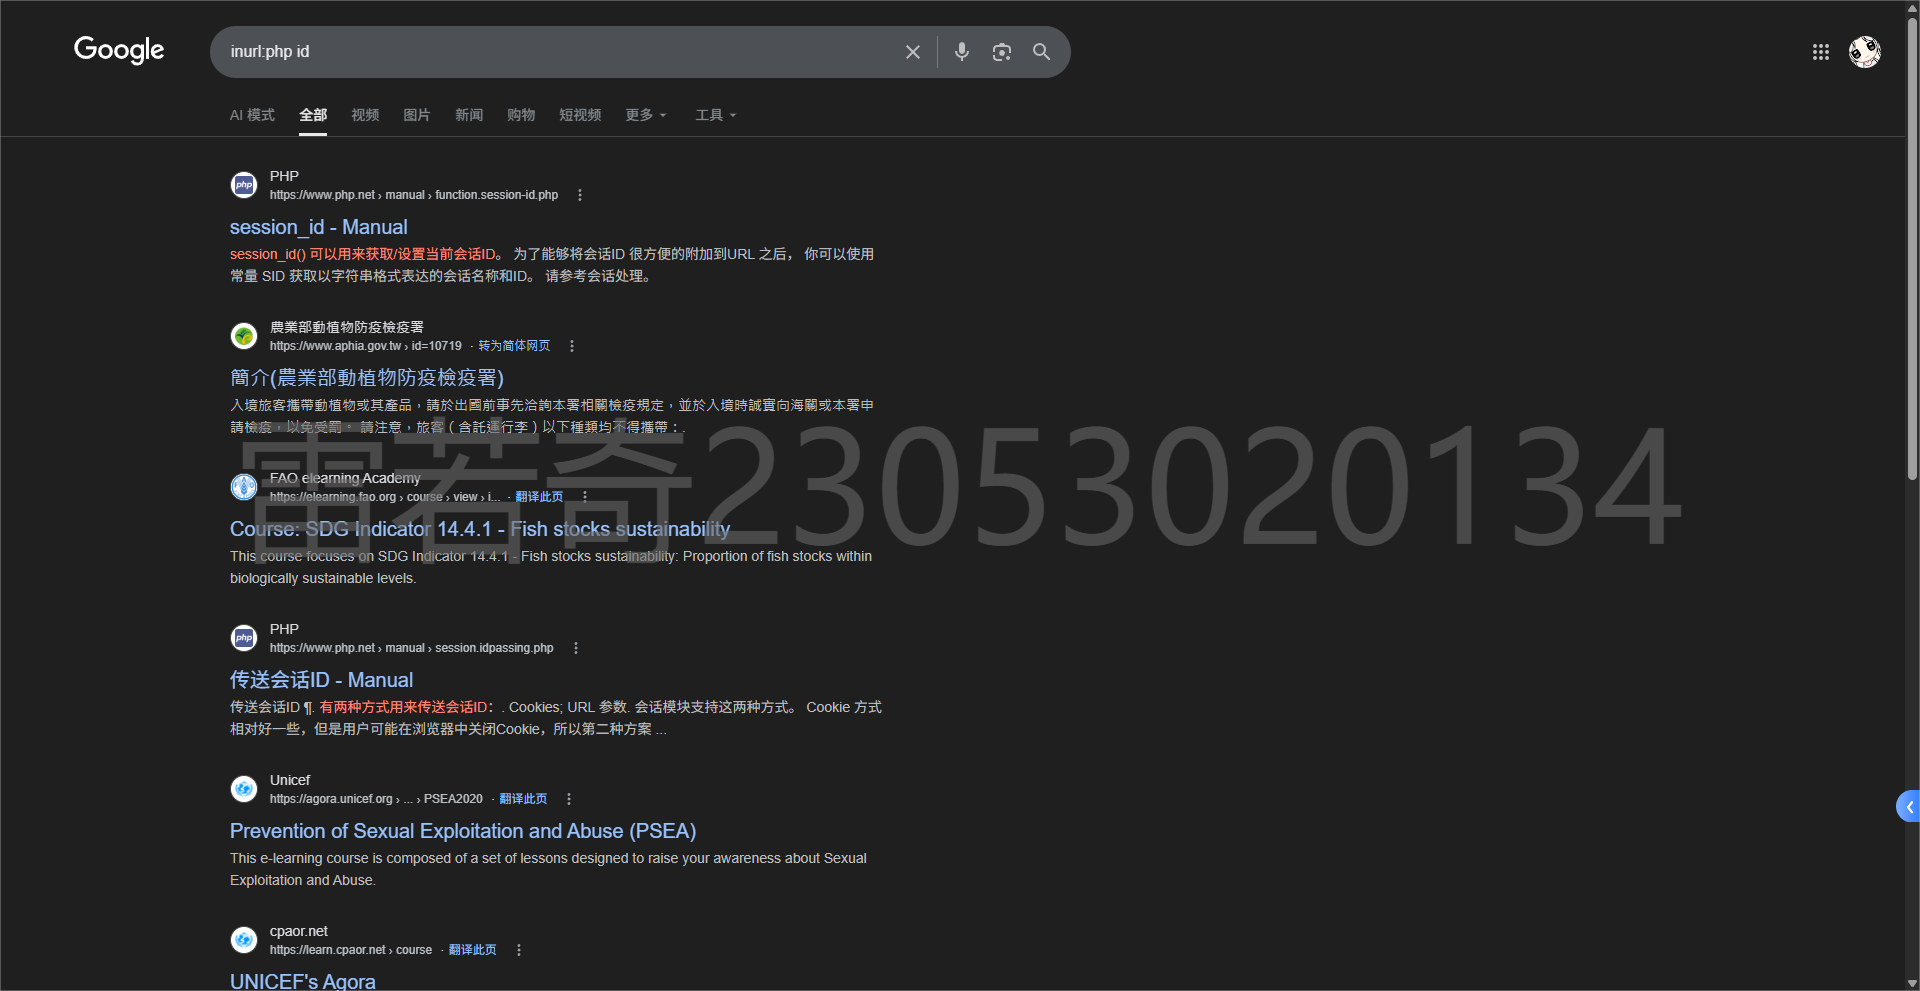 Google
inurl:php id
AI 模式 全部 视频 图片 新闻 购物 短视频 更多 工具
PHP
https://www.php.net › manual › function.session-id.php
session_id - Manual
session_id() 可以用来获取/设置当前会话ID。 为了能够将会话ID 很方便的附加到URL 之后， 你可以使用
常量 SID 获取以字符串格式表达的会话名称和ID。 请参考会话处理。
農業部動植物防疫檢疫署
https://www.aphia.gov.tw › id=10719 · 转为简体网页
簡介(農業部動植物防疫檢疫署)
入境旅客攜帶動植物或其產品，請於出國前事先洽詢本署相關檢疫規定，並於入境時誠實向海關或本署申
請檢疫，以免受罰。 請注意，旅客（含託運行李）以下種類均不得攜帶：.
雷若奇23053020134
FAO elearning Academy
https://elearning.fao.org › course › view › i... · 翻译此页
Course: SDG Indicator 14.4.1 - Fish stocks sustainability
This course focuses on SDG Indicator 14.4.1 - Fish stocks sustainability: Proportion of fish stocks within
biologically sustainable levels.
PHP
https://www.php.net › manual › session.idpassing.php
传送会话ID - Manual
传送会话ID ¶. 有两种方式用来传送会话ID：. Cookies; URL 参数. 会话模块支持这两种方式。 Cookie 方式
相对好一些，但是用户可能在浏览器中关闭Cookie，所以第二种方案 ...
Unicef
https://agora.unicef.org › ... › PSEA2020 · 翻译此页
Prevention of Sexual Exploitation and Abuse (PSEA)
This e-learning course is composed of a set of lessons designed to raise your awareness about Sexual
Exploitation and Abuse.
cpaor.net
https://learn.cpaor.net › course · 翻译此页
UNICEF's Agora